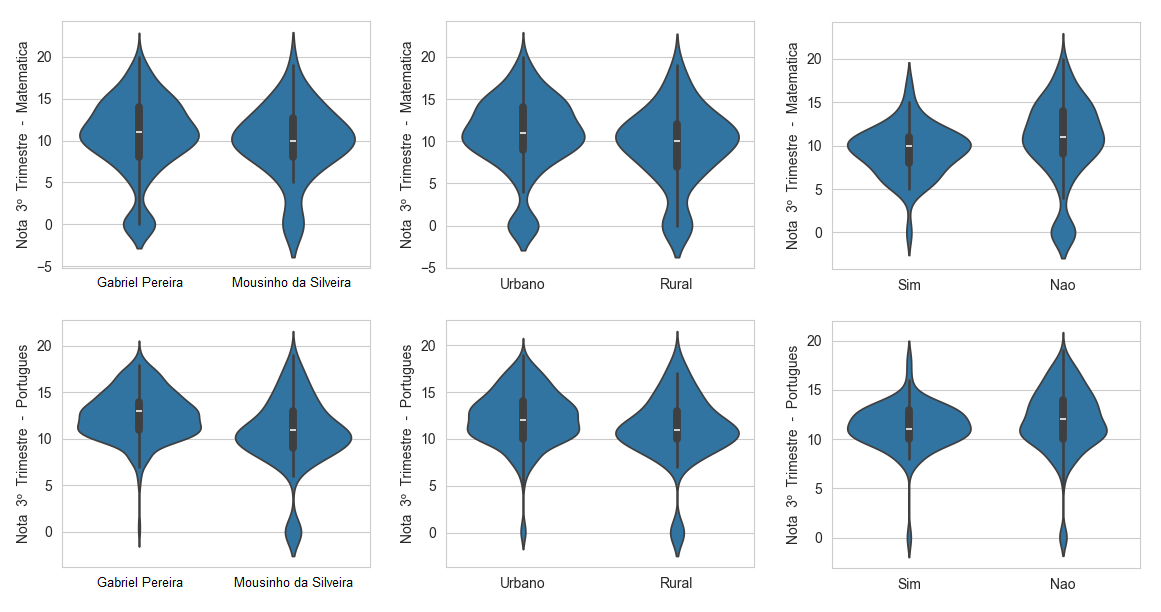 Nota 3º Trimestre - Matematica
20
15
10
5
0
−5
Gabriel Pereira
Mousinho da Silveira
Nota 3º Trimestre - Matematica
20
15
10
5
0
−5
Urbano
Rural
Nota 3º Trimestre - Matematica
20
15
10
5
0
Sim
Nao
Nota 3º Trimestre - Portugues
20
15
10
5
0
Gabriel Pereira
Mousinho da Silveira
Nota 3º Trimestre - Portugues
20
15
10
5
0
Urbano
Rural
Nota 3º Trimestre - Portugues
20
15
10
5
0
Sim
Nao